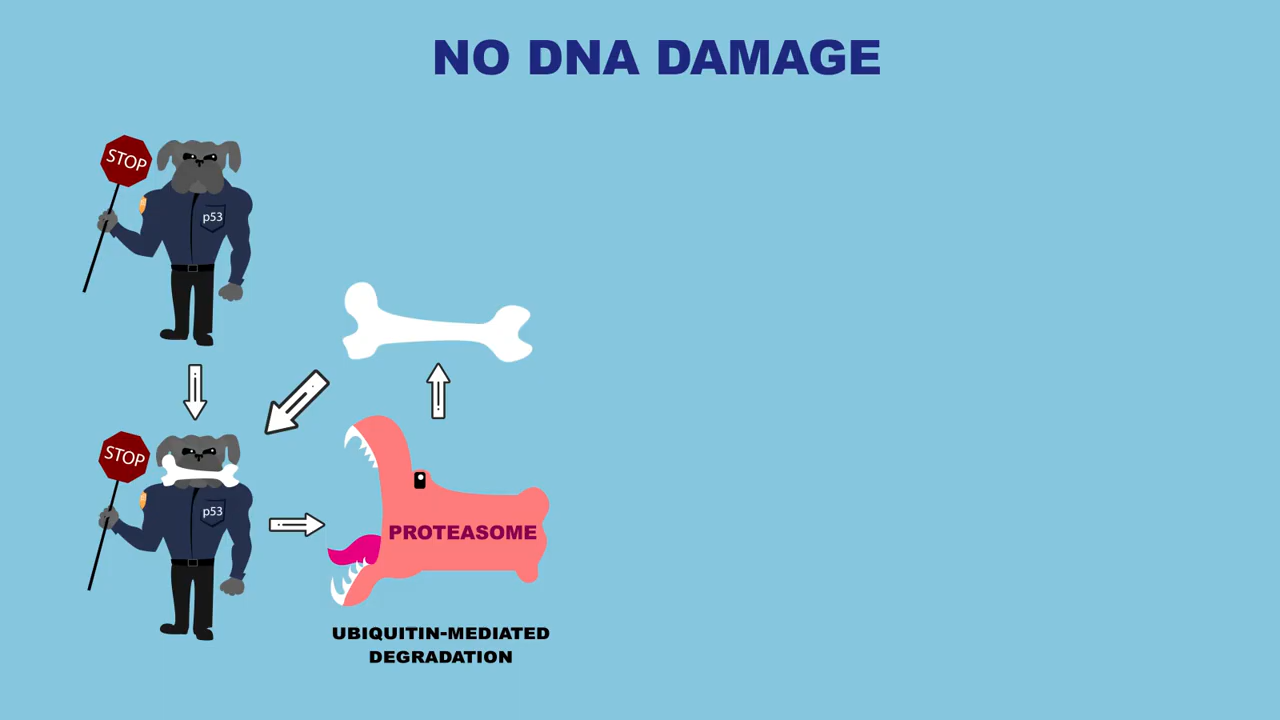 NO DNA DAMAGE
STOP
p53
STOP
p53
PROTEASOME
UBIQUITIN-MEDIATED
DEGRADATION